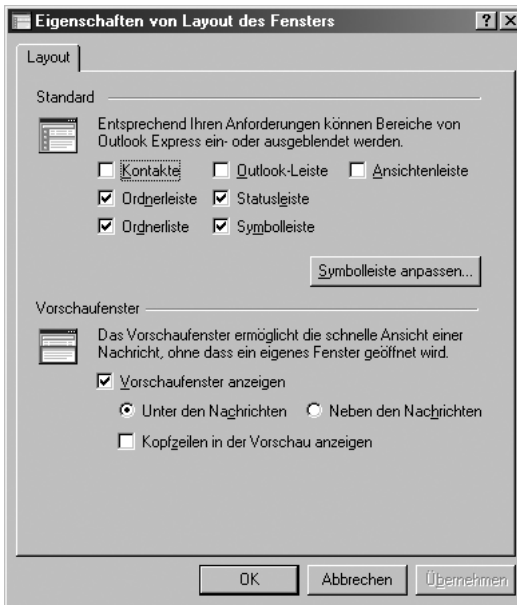 Eigenschaften von Layout des Fensters
Layout
Standard
Entsprechend Ihren Anforderungen können Bereiche von
Outlook Express ein- oder ausgeblendet werden.
Kontakte Outlook-Leiste Ansichtenleiste
Ordnerleiste Statusleiste
Ordnerliste Symbolleiste
Symbolleiste anpassen...
Vorschaufenster
Das Vorschaufenster ermöglicht die schnelle Ansicht einer
Nachricht, ohne dass ein eigenes Fenster geöffnet wird.
Vorschaufenster anzeigen
Unter den Nachrichten Neben den Nachrichten
Kopfzeilen in der Vorschau anzeigen
OK Abbrechen Übernehmen